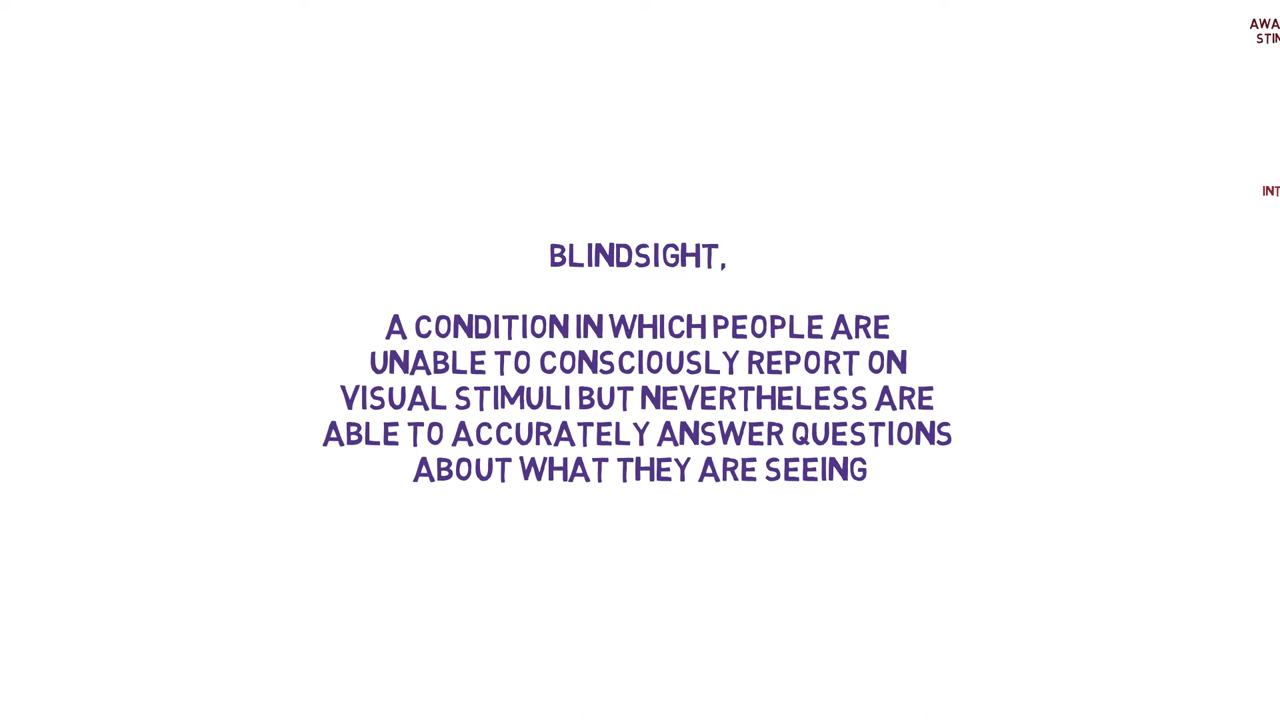 BLINDSIGHT,
A CONDITION IN WHICH PEOPLE ARE
UNABLE TO CONSCIOUSLY REPORT ON
VISUAL STIMULI BUT NEVERTHELESS ARE
ABLE TO ACCURATELY ANSWER QUESTIONS
ABOUT WHAT THEY ARE SEEING